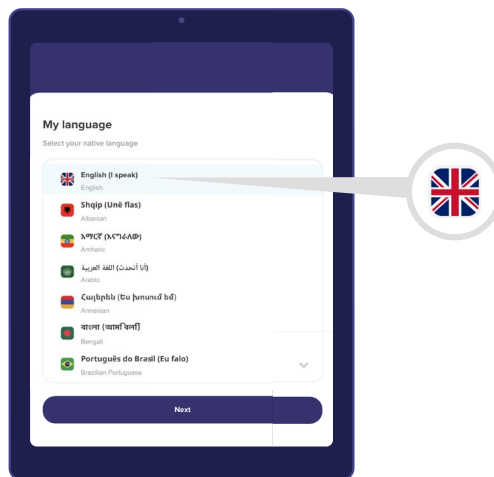 My language
Select your native language
English (I speak)
English
Shqip (Unë flas)
Albanian
አማርኛ (እናገራለው)
Amharic
(أنا أتحدث) اللغة العربية
Arabic
Հայերեն (Ես խոսում եմ)
Armenian
বাংলা (আমি বলি)
Bengali
Português do Brasil (Eu falo)
Brazilian Portuguese
Next